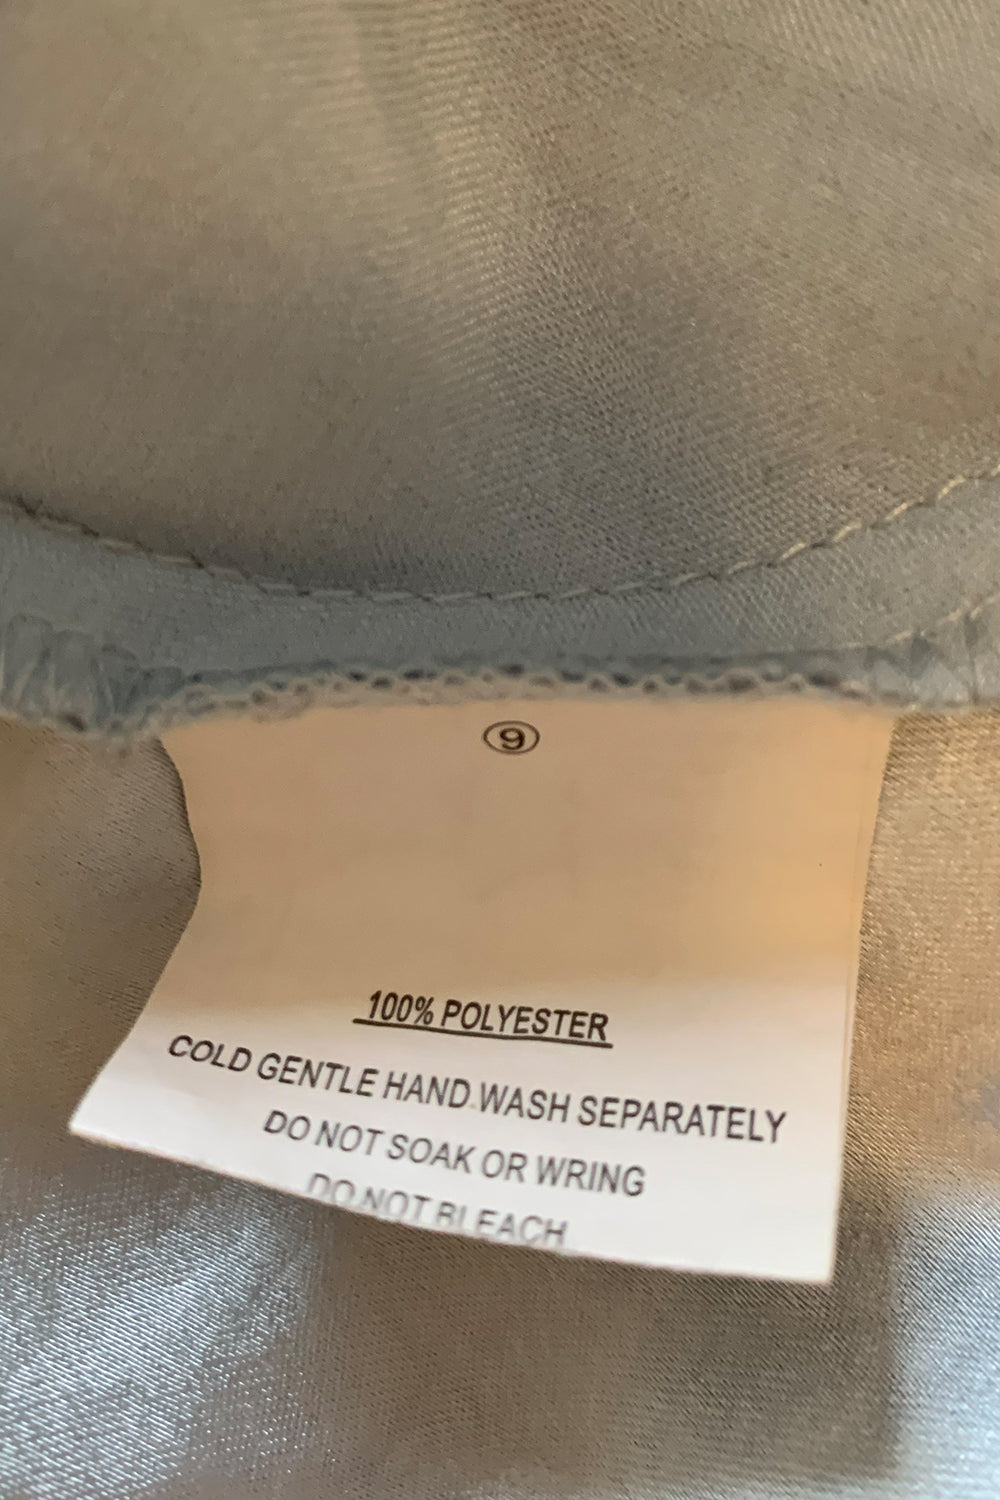 9
100% POLYESTER
COLD GENTLE HAND WASH SEPARATELY
DO NOT SOAK OR WRING
DO NOT BLEACH